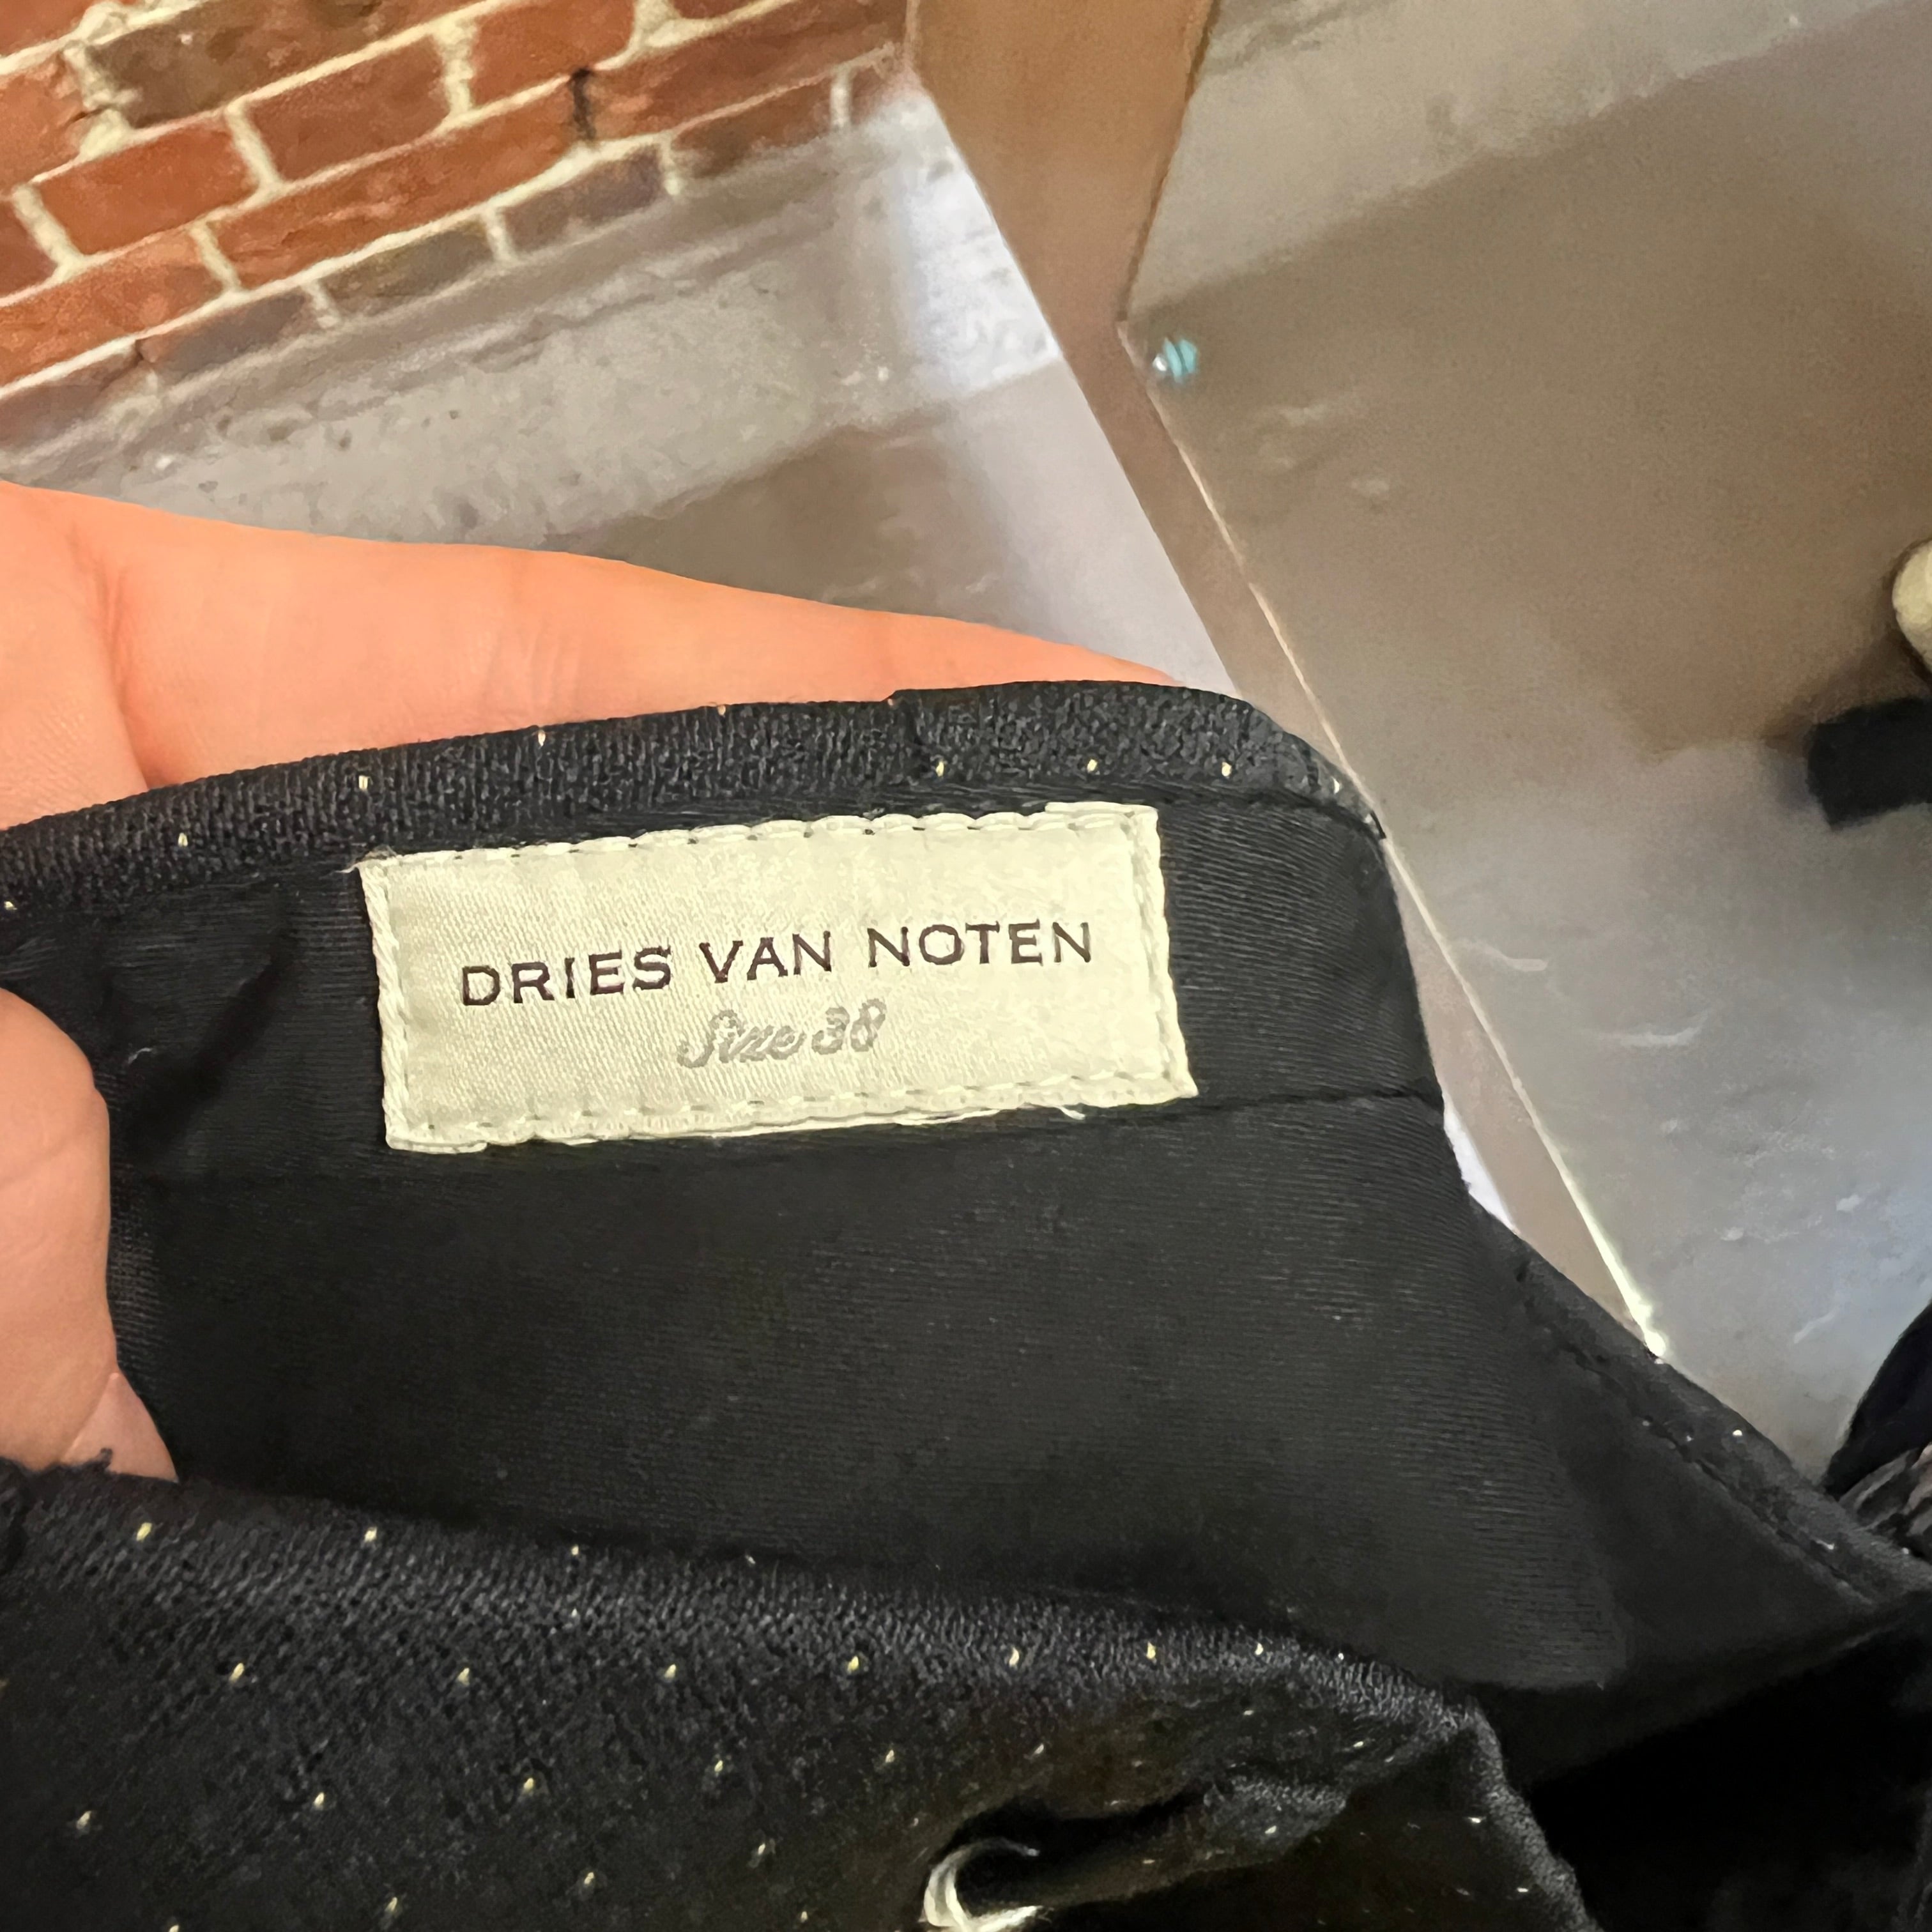 DRIES VAN NOTEN
Size 38